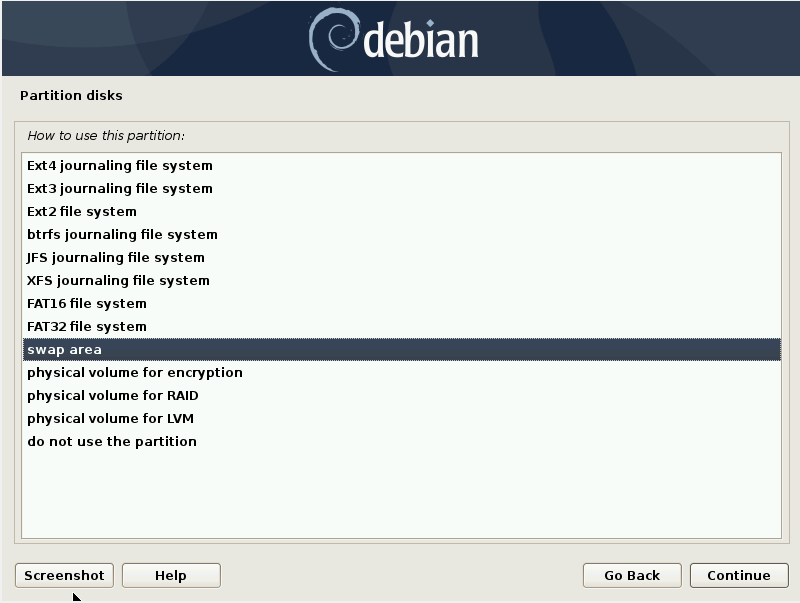 debian
Partition disks
How to use this partition:
Ext4 journaling file system
Ext3 journaling file system
Ext2 file system
btrfs journaling file system
JFS journaling file system
XFS journaling file system
FAT16 file system
FAT32 file system
swap area
physical volume for encryption
physical volume for RAID
physical volume for LVM
do not use the partition
Screenshot
Help
Go Back
Continue